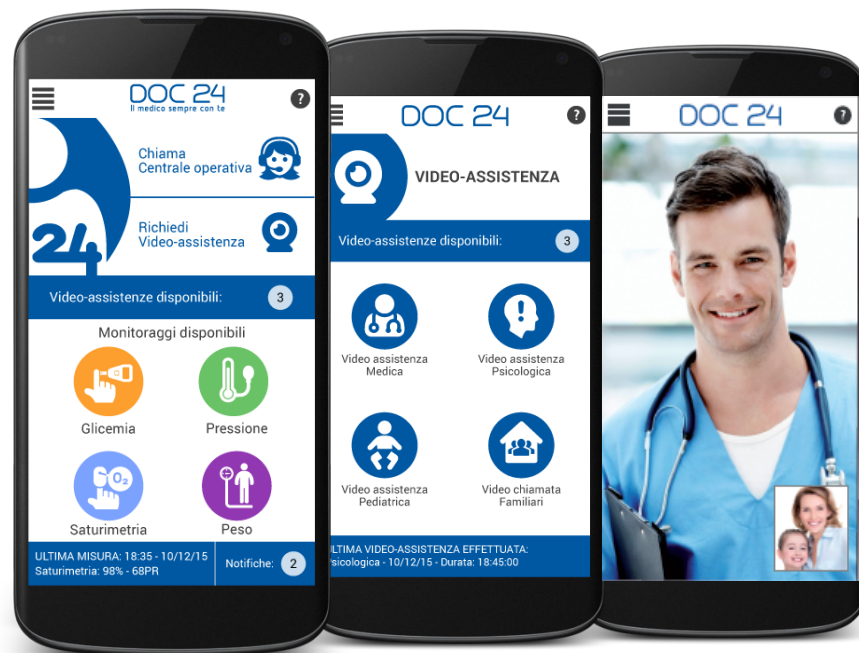 DOC 24
Il medico sempre con te
?
Chiama
Centrale operativa
Richiedi
Video-assistenza
24
Video-assistenze disponibili:
3
Monitoraggi disponibili
Glicemia
Pressione
O₂
Saturimetria
Peso
ULTIMA MISURA: 18:35 - 10/12/15
Saturimetria: 98% - 68PR
Notifiche:
2
DOC 24
?
VIDEO-ASSISTENZA
Video-assistenze disponibili:
3
Video assistenza
Medica
!
Video assistenza
Psicologica
Video assistenza
Pediatrica
Video chiamata
Familiari
ULTIMA VIDEO-ASSISTENZA EFFETTUATA:
Psicologica - 10/12/15 - Durata: 18:45:00
DOC 24
?